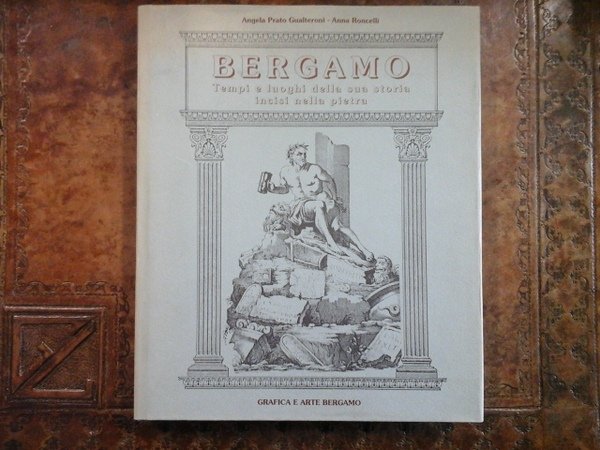 Angela Prato Gualteroni - Anna Roncelli
BERGAMO
Tempi e luoghi della sua storia
incisi nella pietra
GRAFICA E ARTE BERGAMO